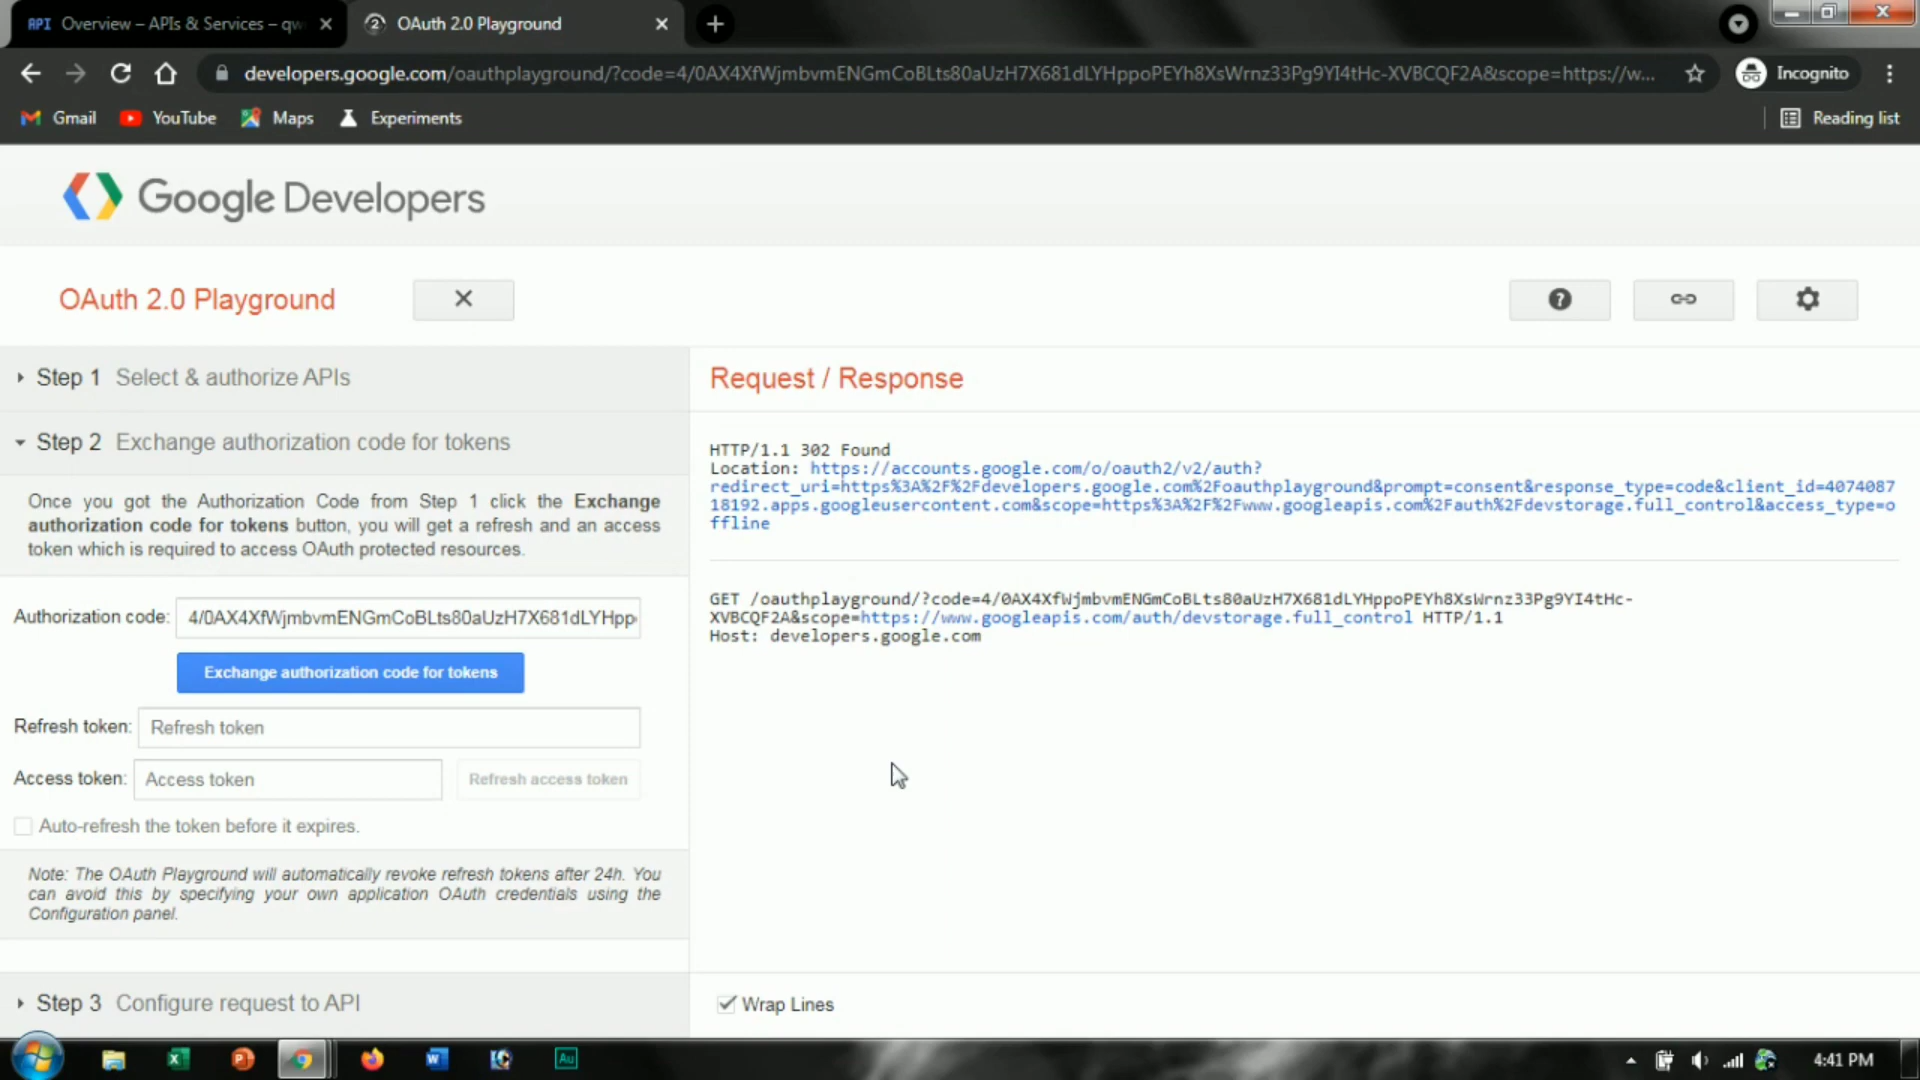 API Overview – APIs & Services – qw
OAuth 2.0 Playground
developers.google.com/oauthplayground/?code=4/0AX4XfWjmbvmENGmCoBLts80aUzH7X681dLYHppoPEYh8XsWrnz33Pg9YI4tHc-XVBCQF2A&scope=https://w...
Incognito
Gmail
YouTube
Maps
Experiments
Reading list
Google Developers
OAuth 2.0 Playground
Step 1 Select & authorize APIs
Step 2 Exchange authorization code for tokens
Once you got the Authorization Code from Step 1 click the Exchange
authorization code for tokens button, you will get a refresh and an access
token which is required to access OAuth protected resources.
Authorization code: 4/0AX4XfWjmbvmENGmCoBLts80aUzH7X681dLYHpp
Exchange authorization code for tokens
Refresh token: Refresh token
Access token: Access token
Refresh access token
Auto-refresh the token before it expires.
Note: The OAuth Playground will automatically revoke refresh tokens after 24h. You
can avoid this by specifying your own application OAuth credentials using the
Configuration panel.
Step 3 Configure request to API
Request / Response
HTTP/1.1 302 Found
Location: https://accounts.google.com/o/oauth2/v2/auth?
redirect_uri=https%3A%2F%2Fdevelopers.google.com%2Foauthplayground&prompt=consent&response_type=code&client_id=4074087
18192.apps.googleusercontent.com&scope=https%3A%2F%2Fwww.googleapis.com%2Fauth%2Fdevstorage.full_control&access_type=o
ffline
GET /oauthplayground/?code=4/0AX4XfWjmbvmENGmCoBLts80aUzH7X681dLYHppoPEYh8XsWrnz33Pg9YI4tHc-
XVBCQF2A&scope=https://www.googleapis.com/auth/devstorage.full_control HTTP/1.1
Host: developers.google.com
Wrap Lines
Au
4:41 PM